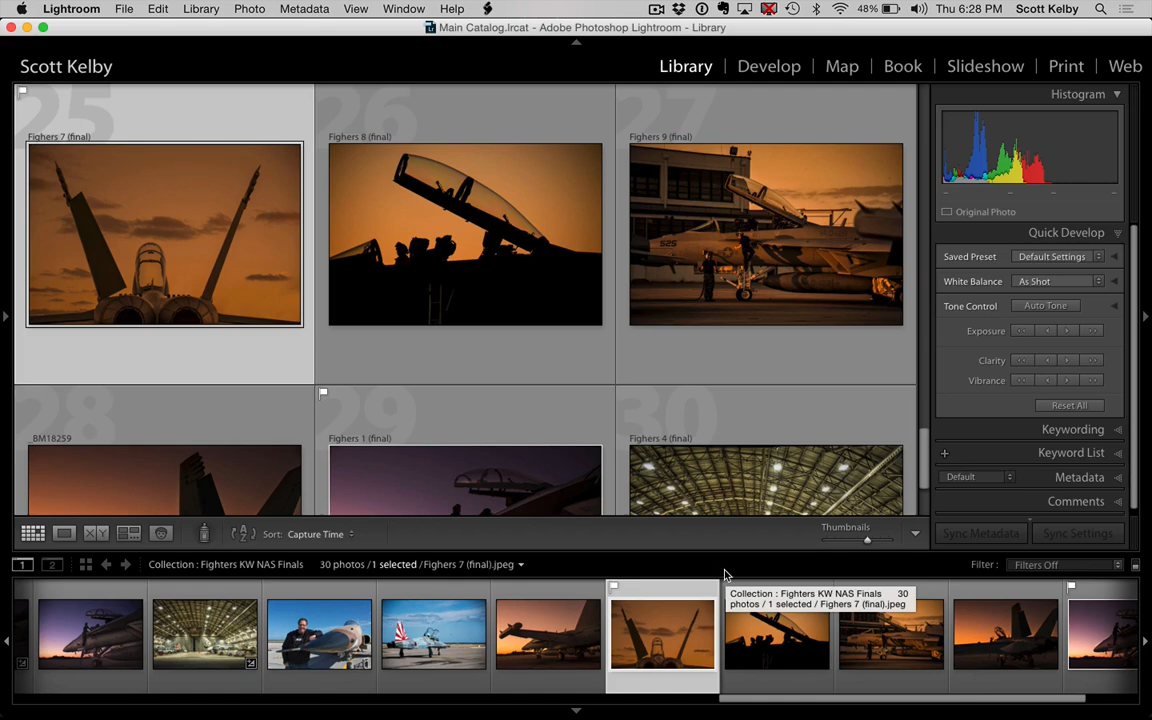 Lightroom File Edit Library Photo Metadata View Window Help 48% Thu 6:28 PM Scott Kelby
Main Catalog.lrcat - Adobe Photoshop Lightroom - Library
Scott Kelby Library Develop Map Book Slideshow Print Web
25 26 27
Fighers 7 (final) Fighers 8 (final) Fighers 9 (final)
28 29 30
_BM18259 Fighers 1 (final) Fighers 4 (final)
Histogram
Original Photo
Quick Develop
Saved Preset Default Settings
White Balance As Shot
Tone Control Auto Tone
Exposure
Clarity
Vibrance
Reset All
Keywording
Keyword List
Default Metadata
Comments
Sort: Capture Time Thumbnails Sync Metadata Sync Settings
1 2 Collection : Fighters KW NAS Finals 30 photos / 1 selected / Fighers 7 (final).jpeg Filter : Filters Off
Collection : Fighters KW NAS Finals 30
photos / 1 selected / Fighers 7 (final).jpeg